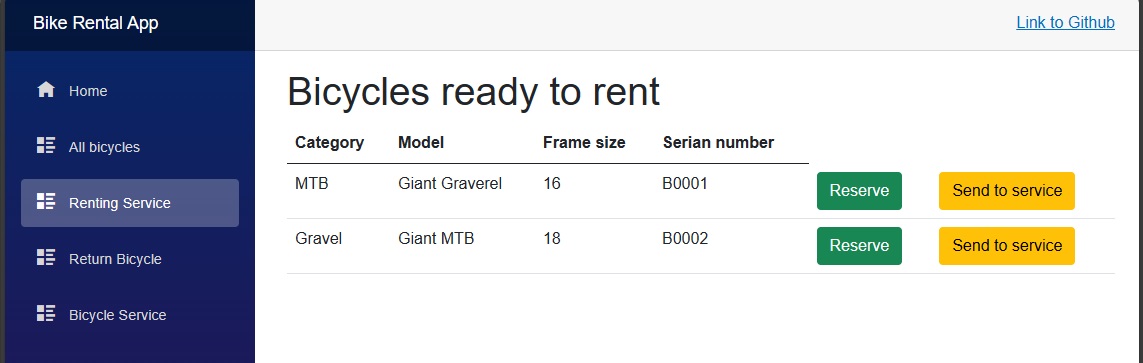 Bike Rental App
Link to Github
Home
All bicycles
Renting Service
Return Bicycle
Bicycle Service
Bicycles ready to rent
Category Model Frame size Serian number
MTB Giant Graverel 16 B0001 Reserve Send to service
Gravel Giant MTB 18 B0002 Reserve Send to service